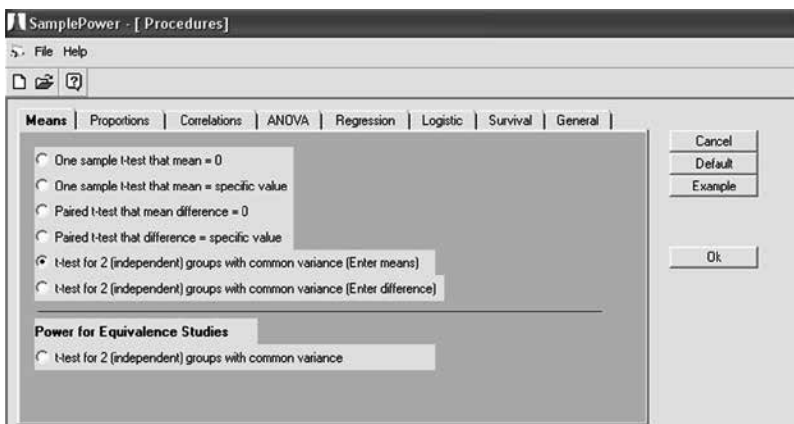 SamplePower - [ Procedures]
File Help
Means Proportions Correlations ANOVA Regression Logistic Survival General
One sample t-test that mean = 0
One sample t-test that mean = specific value
Paired t-test that mean difference = 0
Paired t-test that difference = specific value
t-test for 2 (independent) groups with common variance (Enter means)
t-test for 2 (independent) groups with common variance (Enter difference)
Power for Equivalence Studies
t-test for 2 (independent) groups with common variance
Cancel
Default
Example
Ok